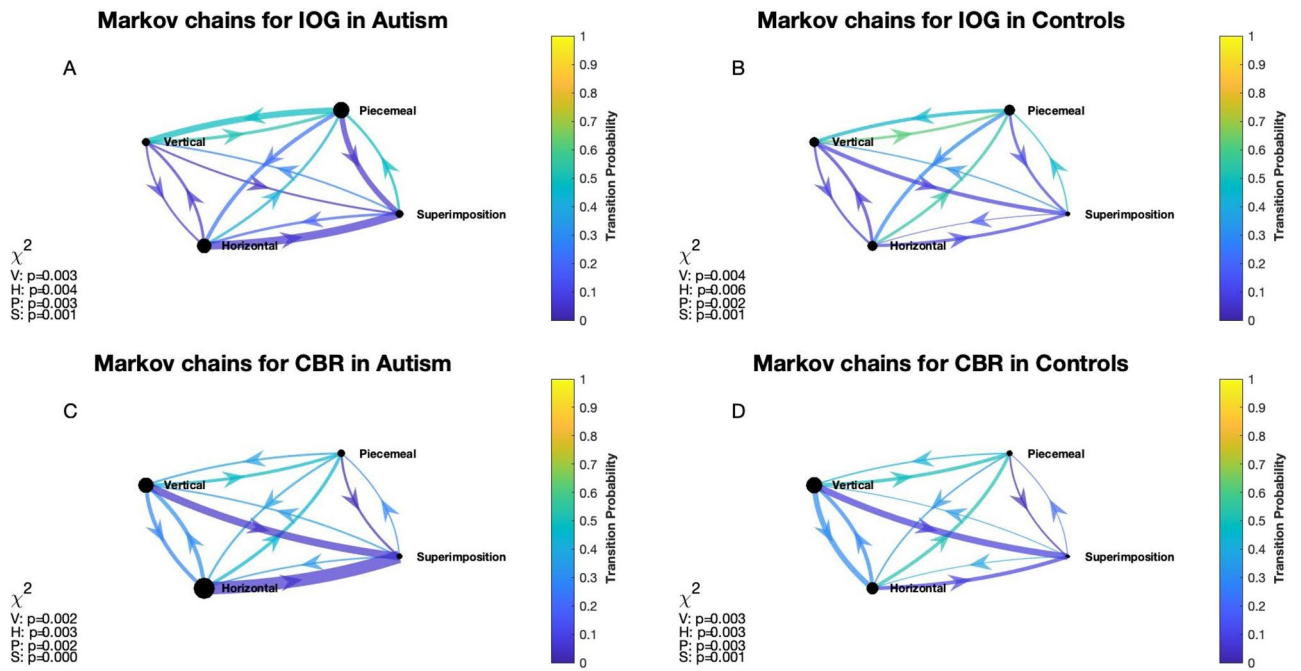 Markov chains for IOG in Autism
A
Piecemeal
Vertical
Superimposition
Horizontal
χ2
V: p=0.003
H: p=0.004
P: p=0.003
S: p=0.001
1
0.9
0.8
0.7
0.6
0.5
0.4
0.3
0.2
0.1
0
Transition Probability
Markov chains for IOG in Controls
B
Piecemeal
Vertical
Superimposition
Horizontal
χ2
V: p=0.004
H: p=0.006
P: p=0.002
S: p=0.001
1
0.9
0.8
0.7
0.6
0.5
0.4
0.3
0.2
0.1
0
Transition Probability
Markov chains for CBR in Autism
C
Piecemeal
Vertical
Superimposition
Horizontal
χ2
V: p=0.002
H: p=0.003
P: p=0.002
S: p=0.000
1
0.9
0.8
0.7
0.6
0.5
0.4
0.3
0.2
0.1
0
Transition Probability
Markov chains for CBR in Controls
D
Piecemeal
Vertical
Superimposition
Horizontal
χ2
V: p=0.003
H: p=0.003
P: p=0.003
S: p=0.001
1
0.9
0.8
0.7
0.6
0.5
0.4
0.3
0.2
0.1
0
Transition Probability